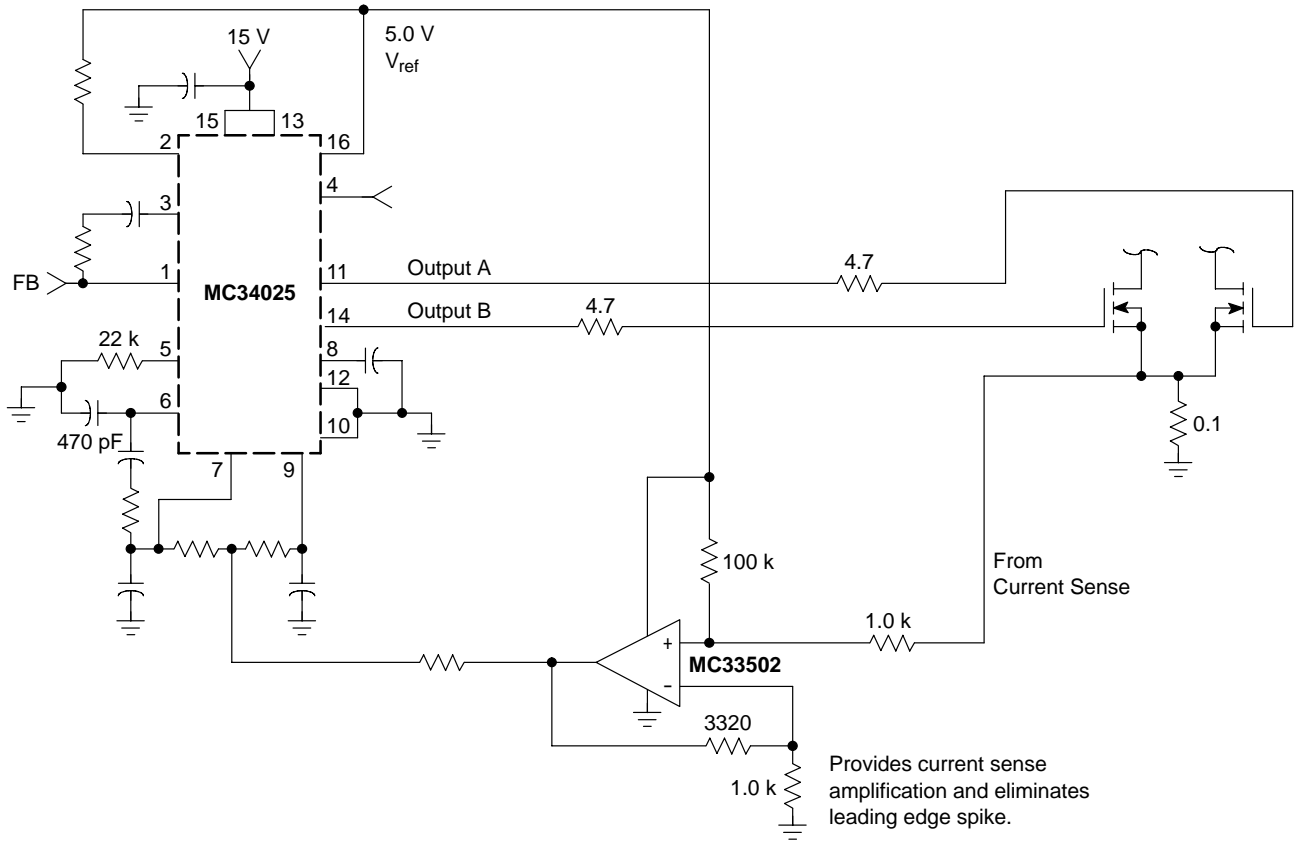 15 V
5.0 V
Vref
15
13
2
16
4
3
FB
1
MC34025
11
Output A
4.7
14
Output B
4.7
22 k
5
8
12
6
10
470 pF
7
9
0.1
100 k
From
Current Sense
1.0 k
+
MC33502
-
3320
1.0 k
Provides current sense
amplification and eliminates
leading edge spike.